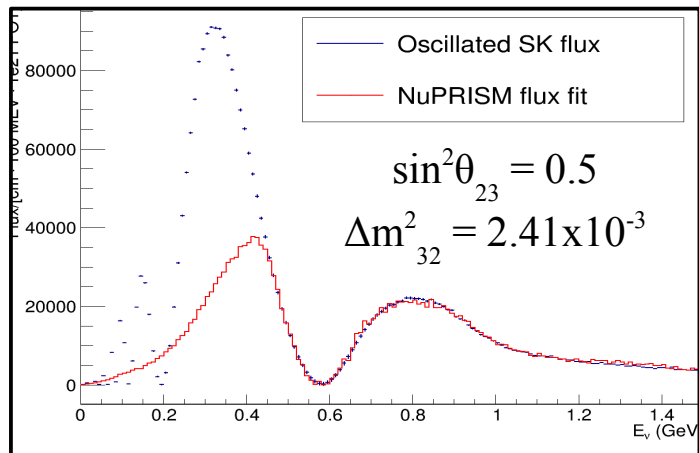 Oscillated SK flux
NuPRISM flux fit
sin²θ₂₃ = 0.5
Δm²₃₂ = 2.41x10⁻³
80000
60000
40000
20000
0
0 0.2 0.4 0.6 0.8 1 1.2 1.4
E_ν (GeV